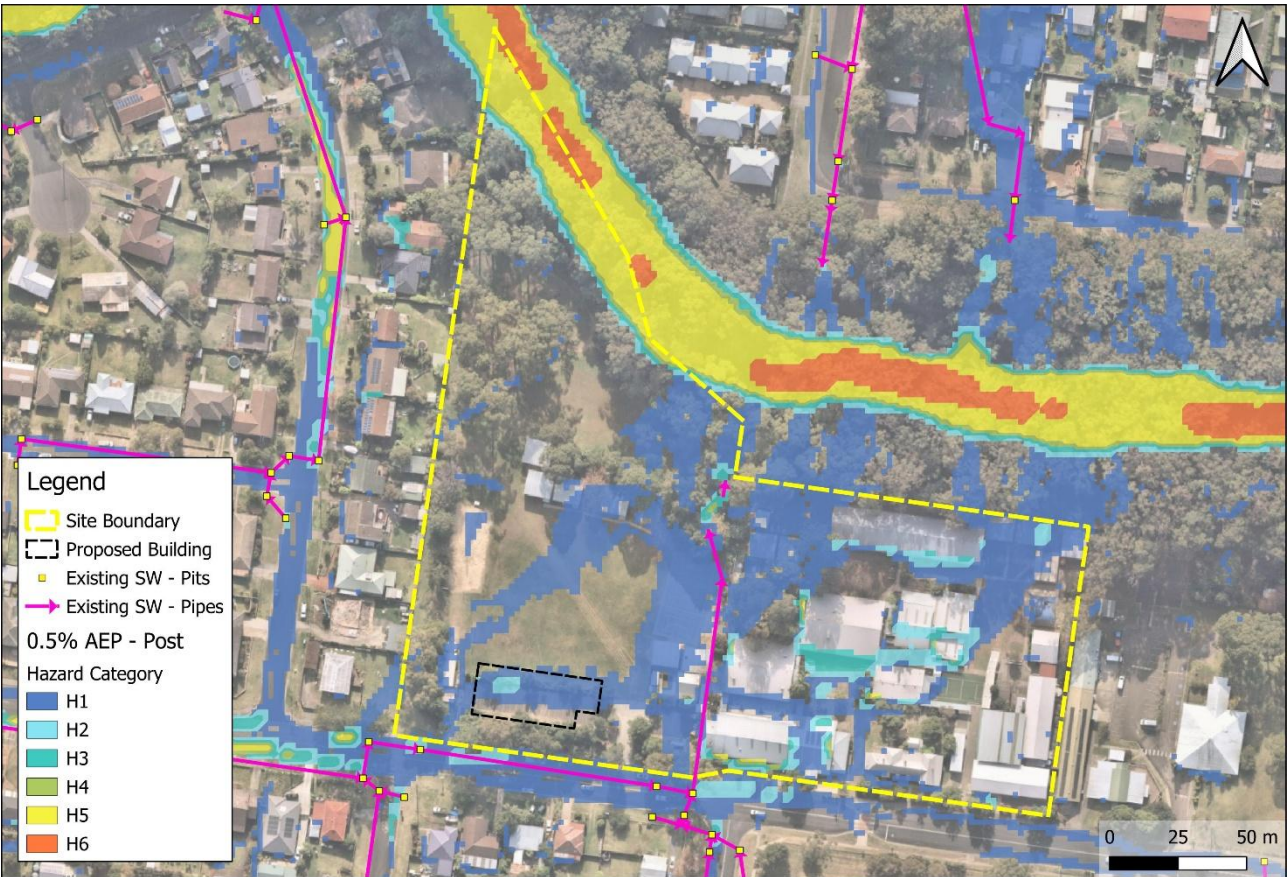 Legend
Site Boundary
Proposed Building
Existing SW - Pits
Existing SW - Pipes
0.5% AEP - Post
Hazard Category
H1
H2
H3
H4
H5
H6
0 25 50 m